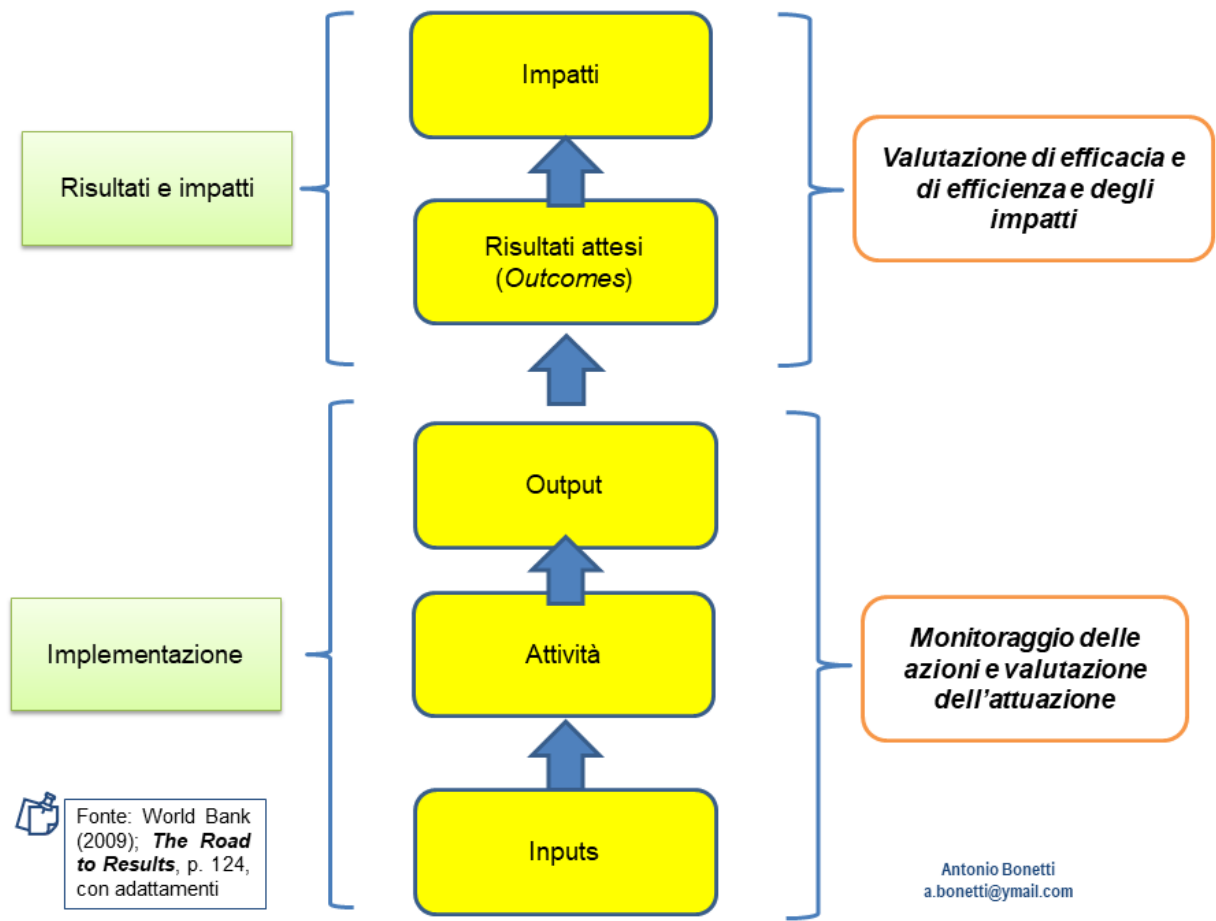 Impatti
Risultati e impatti
Valutazione di efficacia e
di efficienza e degli
impatti
Risultati attesi
(Outcomes)
Output
Implementazione
Attività
Monitoraggio delle
azioni e valutazione
dell'attuazione
Inputs
Fonte: World Bank
(2009); The Road
to Results, p. 124,
con adattamenti
Antonio Bonetti
a.bonetti@ymail.com